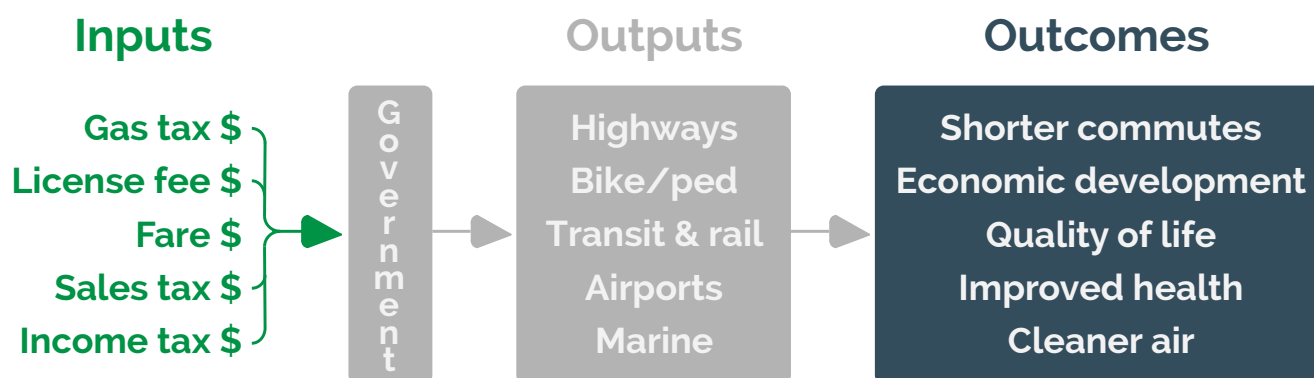 Inputs
Gas tax $
License fee $
Fare $
Sales tax $
Income tax $
Government
Outputs
Highways
Bike/ped
Transit & rail
Airports
Marine
Outcomes
Shorter commutes
Economic development
Quality of life
Improved health
Cleaner air